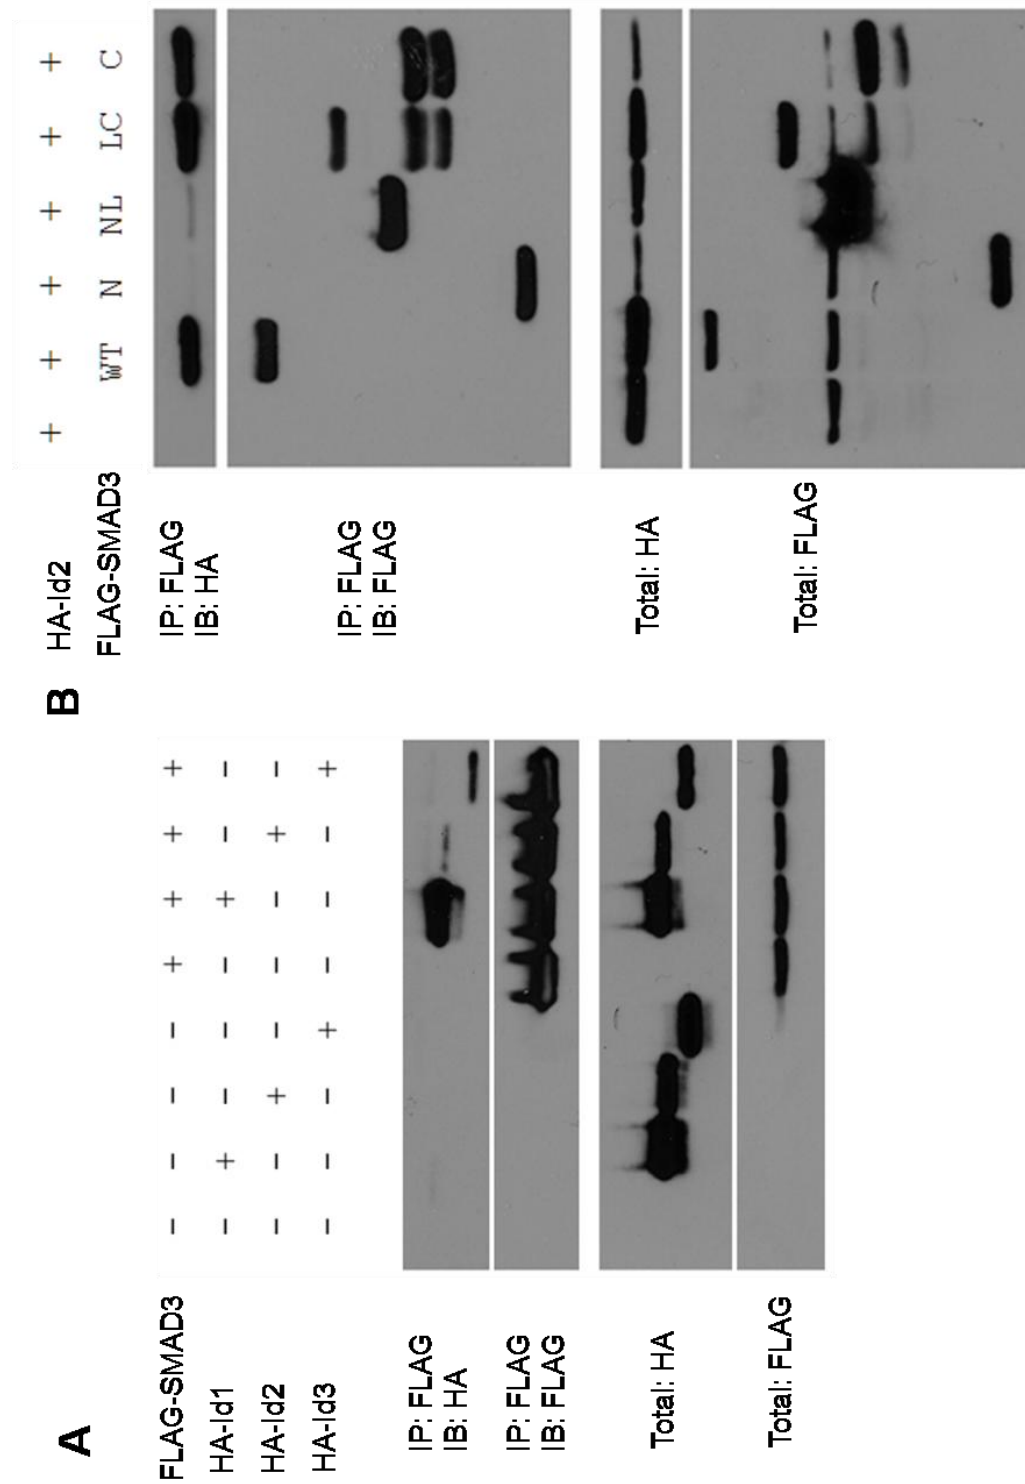 A
FLAG-SMAD3 − − − − + + + +
HA-Id1 − + − − − + − −
HA-Id2 − − + − − − + −
HA-Id3 − − − + − − − +
IP: FLAG
IB: HA
IP: FLAG
IB: FLAG
Total: HA
Total: FLAG
B
HA-Id2 + + + + + +
FLAG-SMAD3 WT N NL LC C
IP: FLAG
IB: HA
IP: FLAG
IB: FLAG
Total: HA
Total: FLAG